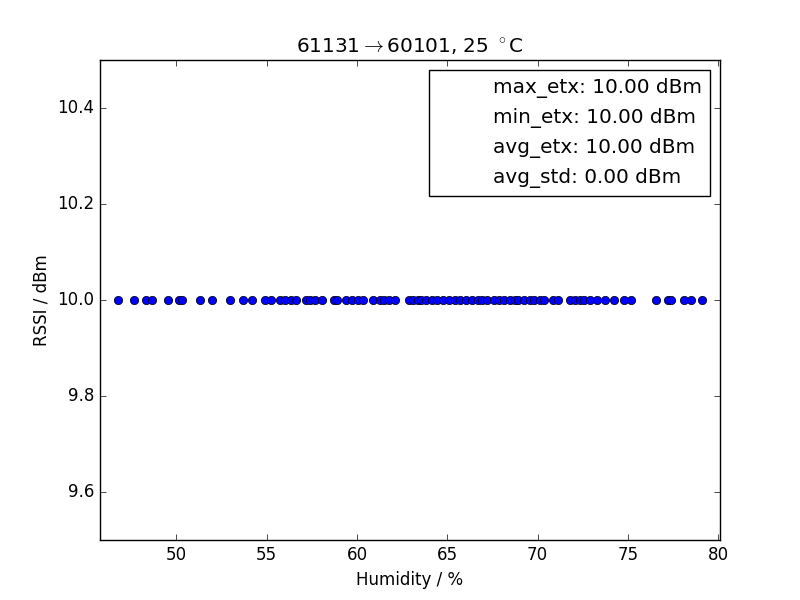 61131→60101, 25 °C
max_etx: 10.00 dBm
min_etx: 10.00 dBm
avg_etx: 10.00 dBm
avg_std: 0.00 dBm
RSSI / dBm
10.4
10.2
10.0
9.8
9.6
50 55 60 65 70 75 80
Humidity / %